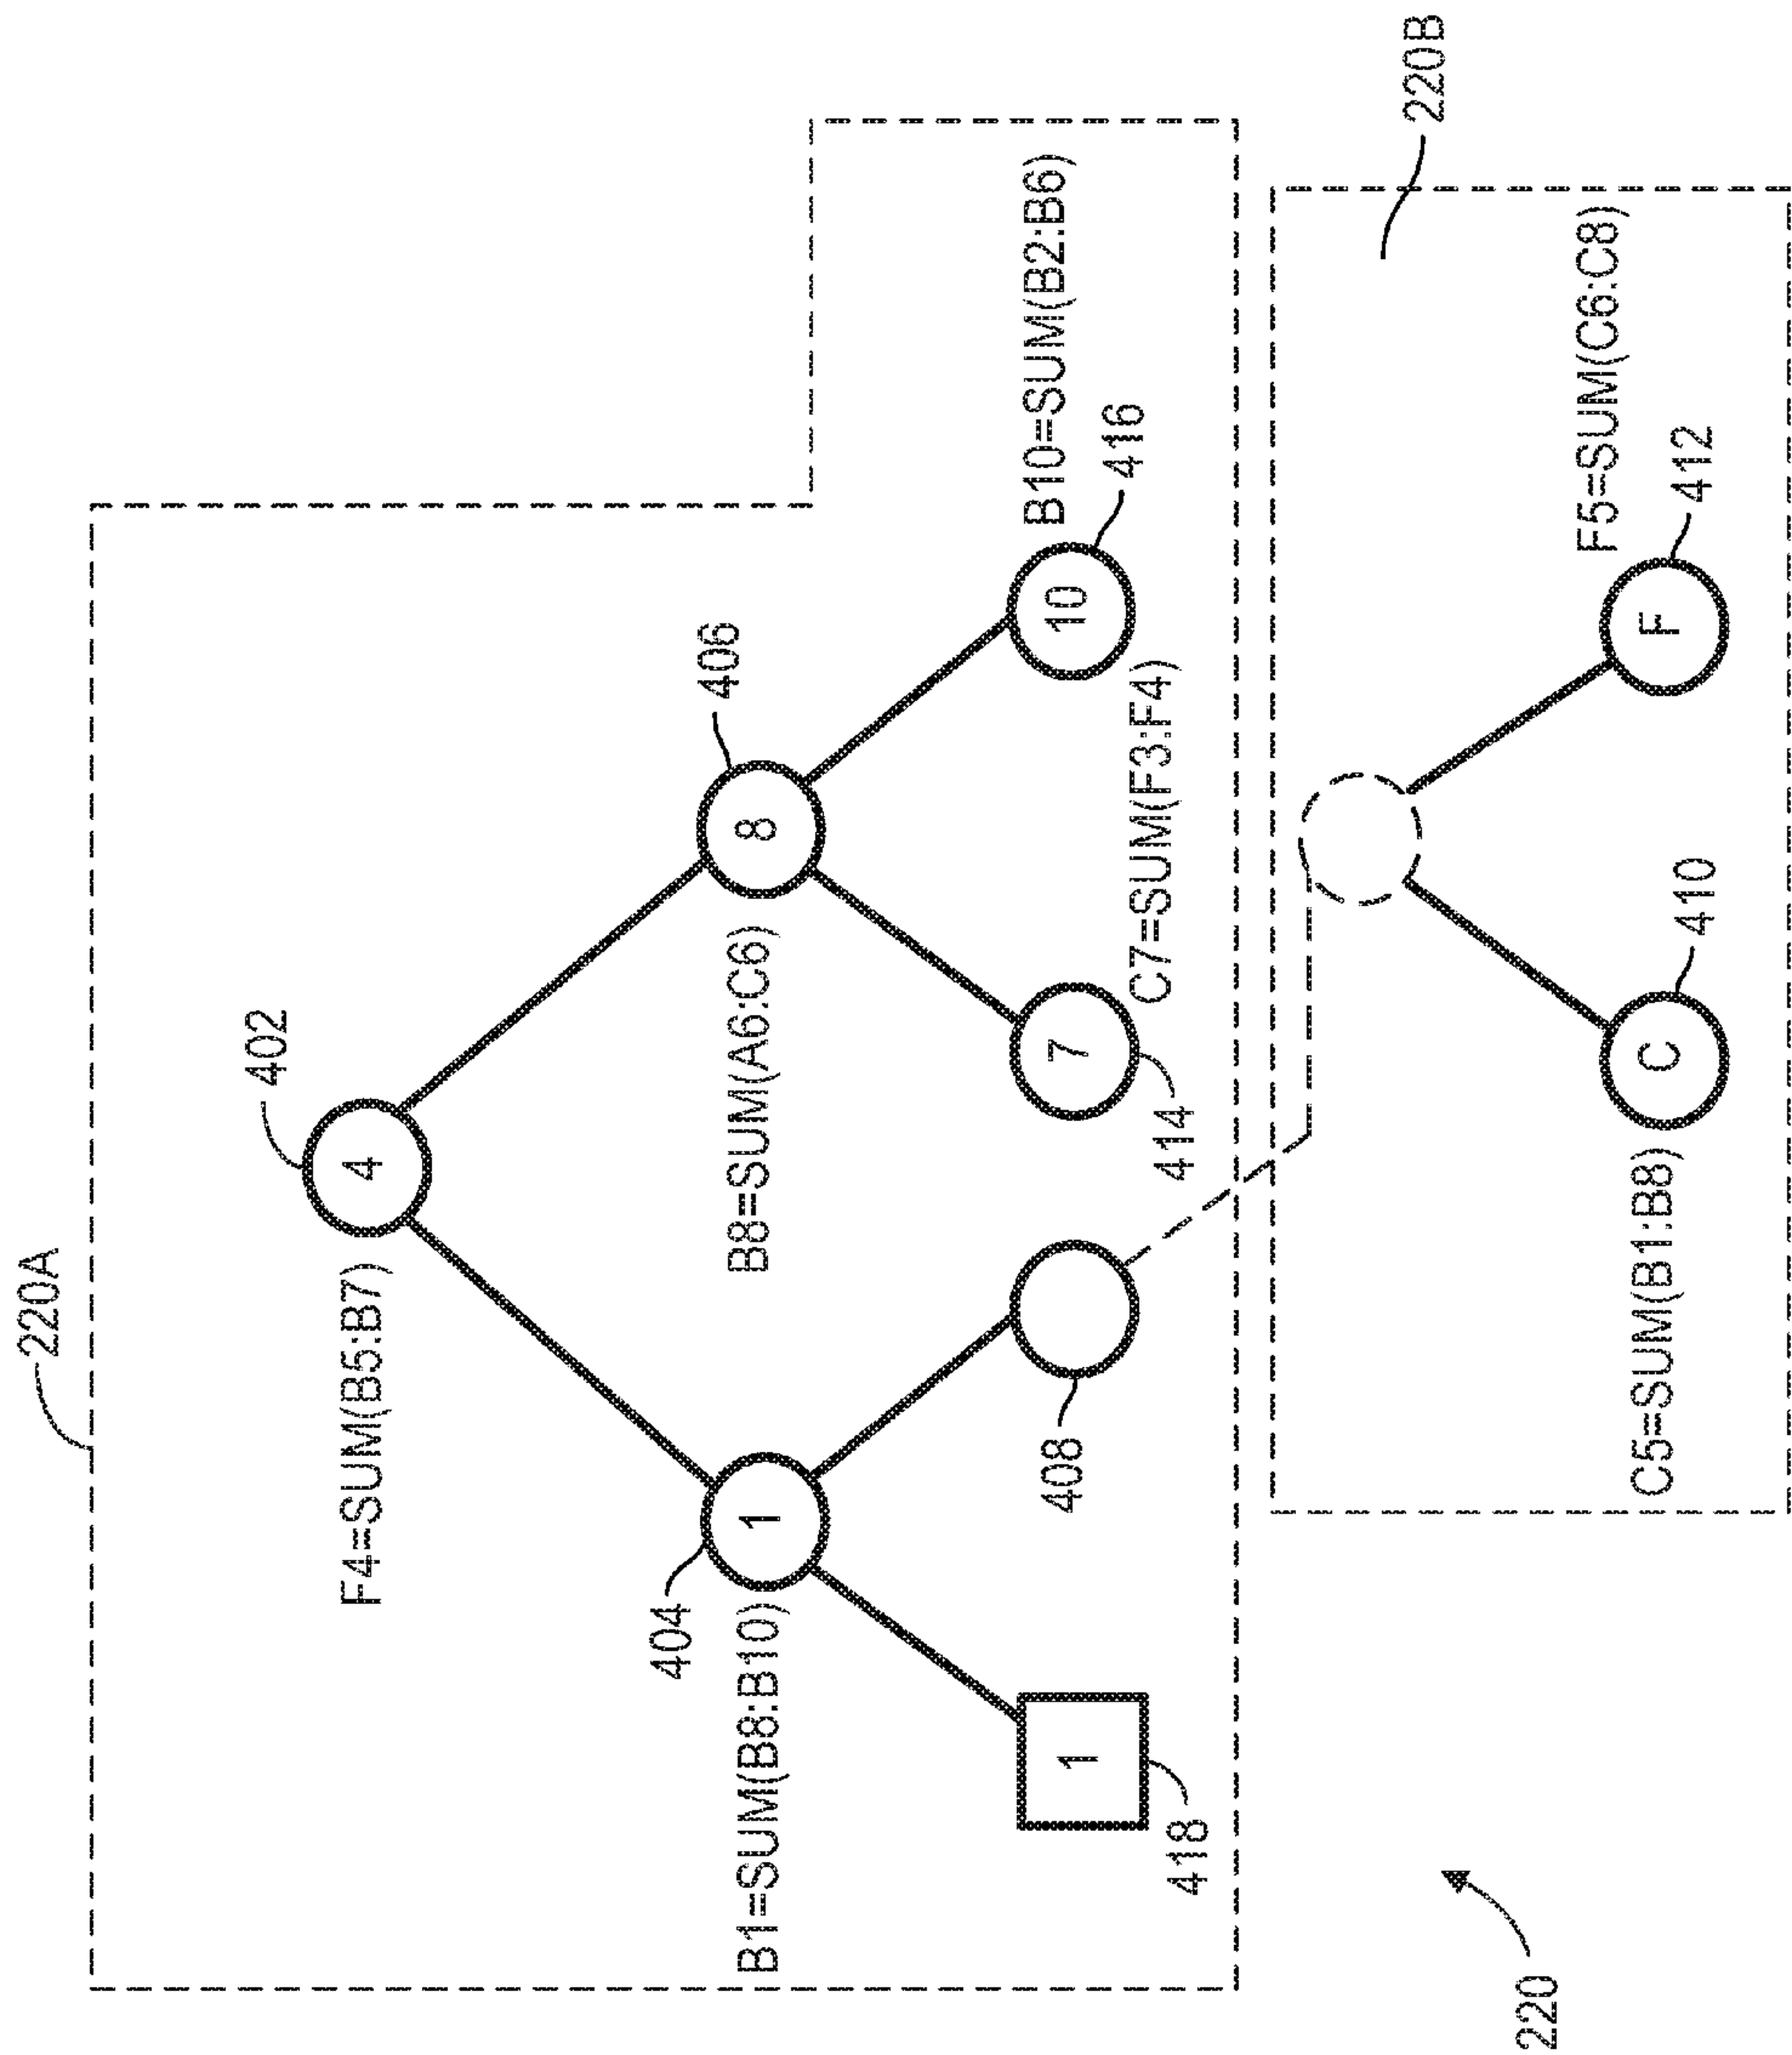 220A
402
4
F4=SUM(B5:B7)
406
8
B8=SUM(A6:C6)
404
1
B1=SUM(B8:B10)
B10=SUM(B2:B6)
416
10
7
C7=SUM(F3:F4)
414
408
1
418
220B
F5=SUM(C6:C8)
F
412
C
410
C5=SUM(B1:B8)
220